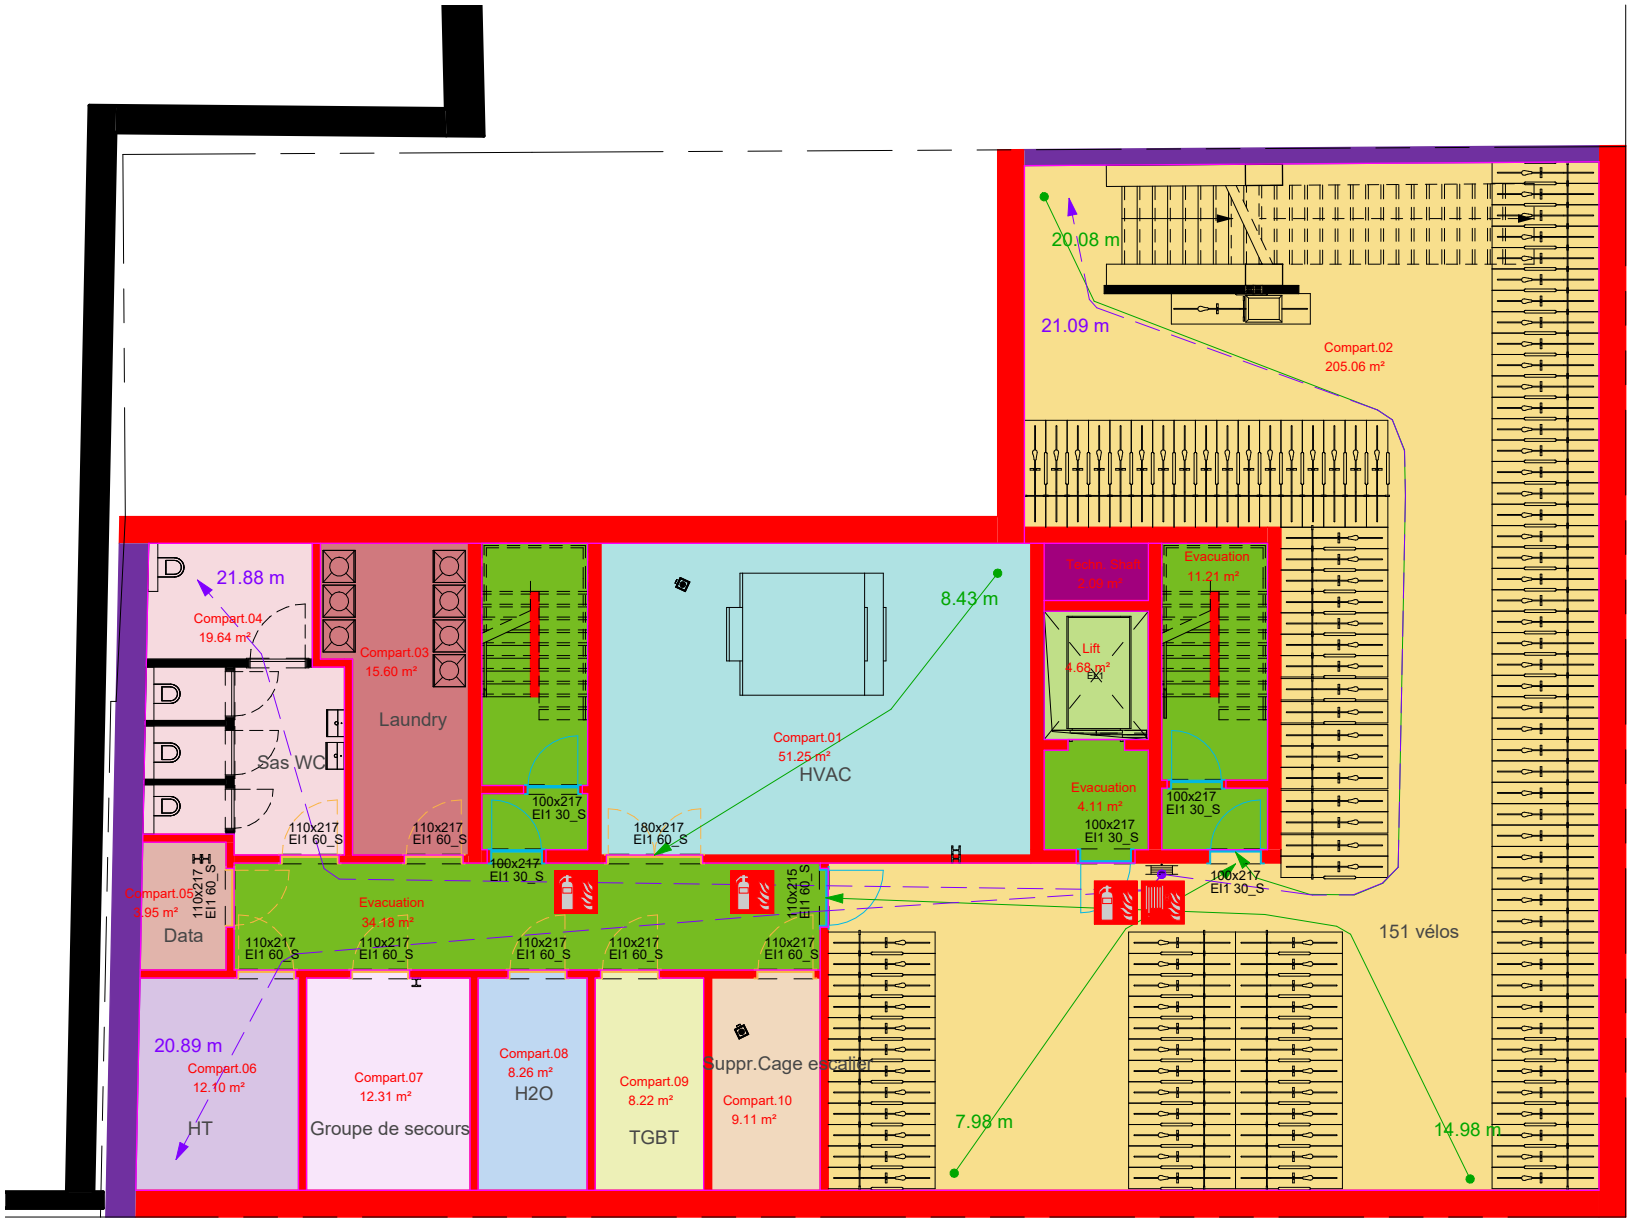 20.08 m
21.09 m
Compart.02
205.06 m²
21.88 m
Compart.04
19.64 m²
Compart.03
15.60 m²
Laundry
Sas WC
8.43 m
Compart.01
51.25 m²
HVAC
Techn. Shaft
2.09 m²
Evacuation
11.21 m²
Lift
4.68 m²
Evacuation
4.11 m²
100x217
EI1 30_S
100x217
EI1 30_S
100x217
EI1 30_S
110x217
EI1 60_S
110x217
EI1 60_S
180x217
EI1 60_S
100x217
EI1 30_S
100x217
EI1 30_S
110x217
EI1 60_S
110x215
EI1 60_S
Compart.05
Data
Evacuation
34.18 m²
110x217
EI1 60_S
110x217
EI1 60_S
110x217
EI1 60_S
110x217
EI1 60_S
110x217
EI1 60_S
151 vélos
20.89 m
Compart.06
12.10 m²
HT
Compart.07
12.31 m²
Groupe de secours
Compart.08
8.26 m²
H2O
Compart.09
8.22 m²
TGBT
Suppr.Cage escalier
Compart.10
9.11 m²
7.98 m
14.98 m